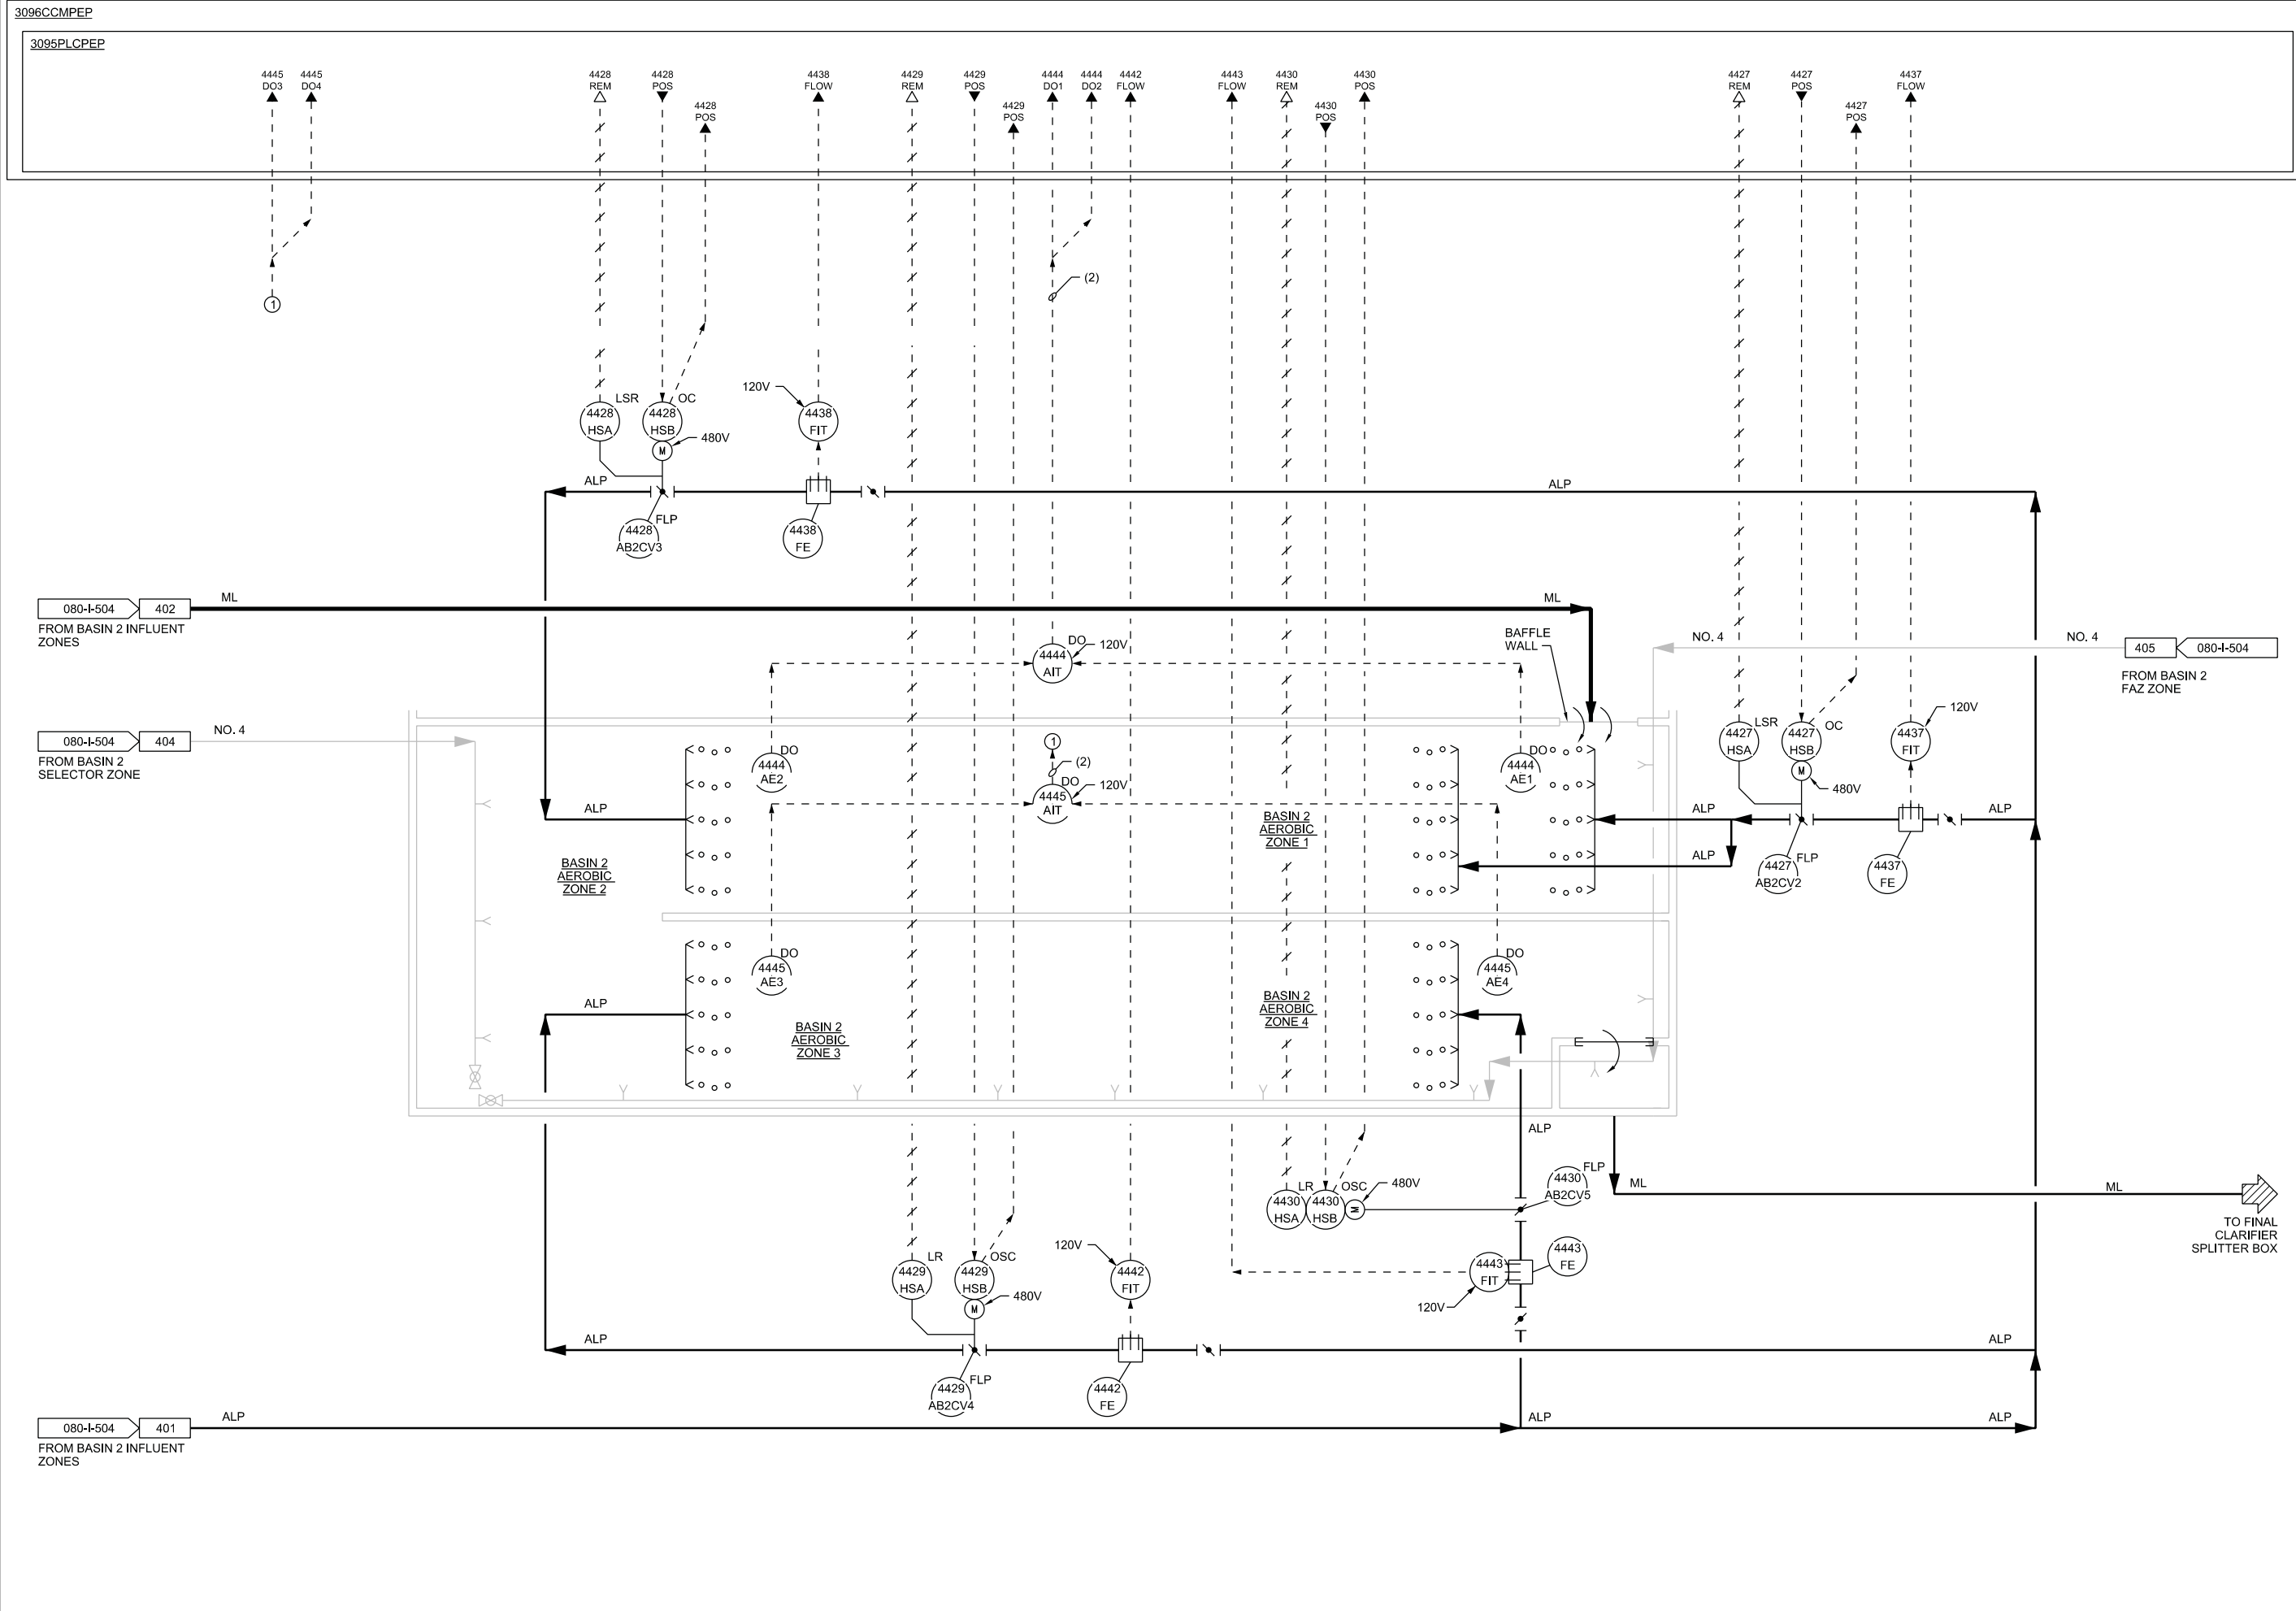 3096CCMPEP
3095PLCPEP
4445
DO3
4445
DO4
4428
REM
4428
POS
4428
POS
4438
FLOW
4429
REM
4429
POS
4429
POS
4444
DO1
4444
DO2
4442
FLOW
4443
FLOW
4430
REM
4430
POS
4430
POS
4427
REM
4427
POS
4427
POS
4437
FLOW
1
(2)
4428
HSA
LSR
4428
HSB
OC
M
480V
120V
4438
FIT
ALP
ALP
4428
AB2CV3
FLP
4438
FE
080-I-504
402
ML
ML
FROM BASIN 2 INFLUENT
ZONES
BAFFLE
WALL
NO. 4
NO. 4
405
080-I-504
FROM BASIN 2
FAZ ZONE
4444
AIT
DO
120V
080-I-504
404
NO. 4
FROM BASIN 2
SELECTOR ZONE
4444
AE2
DO
1
(2)
4445
AIT
DO
120V
4444
AE1
DO
4427
HSA
LSR
4427
HSB
OC
M
480V
4437
FIT
120V
ALP
BASIN 2
AEROBIC
ZONE 1
ALP
ALP
ALP
BASIN 2
AEROBIC
ZONE 2
4427
AB2CV2
FLP
4437
FE
4445
AE3
DO
4445
AE4
DO
ALP
BASIN 2
AEROBIC
ZONE 3
BASIN 2
AEROBIC
ZONE 4
ALP
4430
HSA
LR
4430
HSB
OSC
M
480V
4430
AB2CV5
FLP
ML
ML
TO FINAL
CLARIFIER
SPLITTER BOX
4429
HSA
LR
4429
HSB
OSC
M
480V
120V
4442
FIT
4443
FIT
4443
FE
120V
ALP
ALP
4429
AB2CV4
FLP
4442
FE
080-I-504
401
ALP
ALP
ALP
FROM BASIN 2 INFLUENT
ZONES